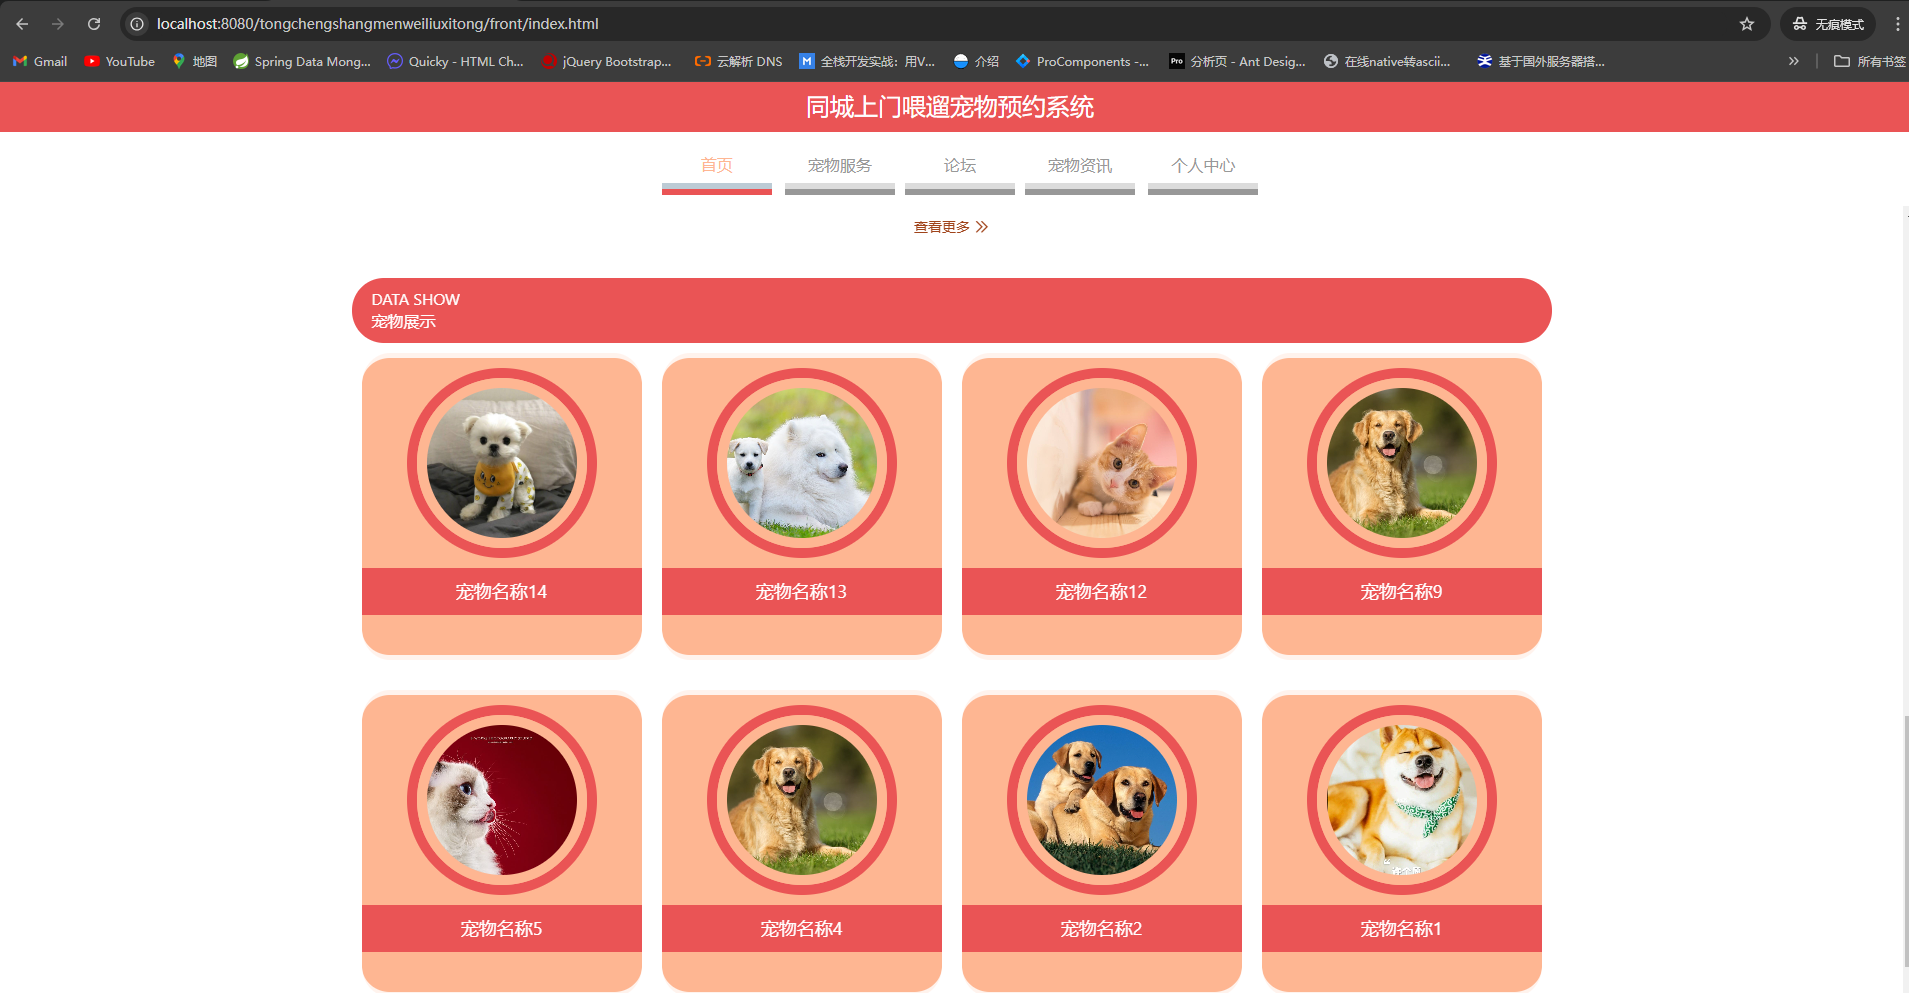 localhost:8080/tongchengshangmenweiliuxitong/front/index.html
无痕模式
Gmail YouTube 地图 Spring Data Mong... Quicky - HTML Ch... jQuery Bootstrap... 云解析 DNS 全栈开发实战：用V... 介绍 ProComponents -... Pro 分析页 - Ant Desig... 在线native转ascii... 基于国外服务器搭... 所有书签
同城上门喂遛宠物预约系统
首页 宠物服务 论坛 宠物资讯 个人中心
查看更多
DATA SHOW
宠物展示
宠物名称14 宠物名称13 宠物名称12 宠物名称9
宠物名称5 宠物名称4 宠物名称2 宠物名称1